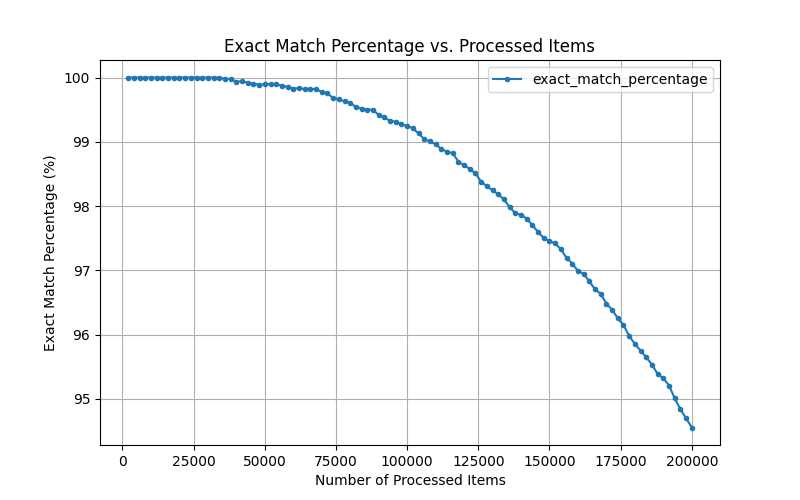 Exact Match Percentage vs. Processed Items
exact_match_percentage
Exact Match Percentage (%)
100
99
98
97
96
95
0 25000 50000 75000 100000 125000 150000 175000 200000
Number of Processed Items